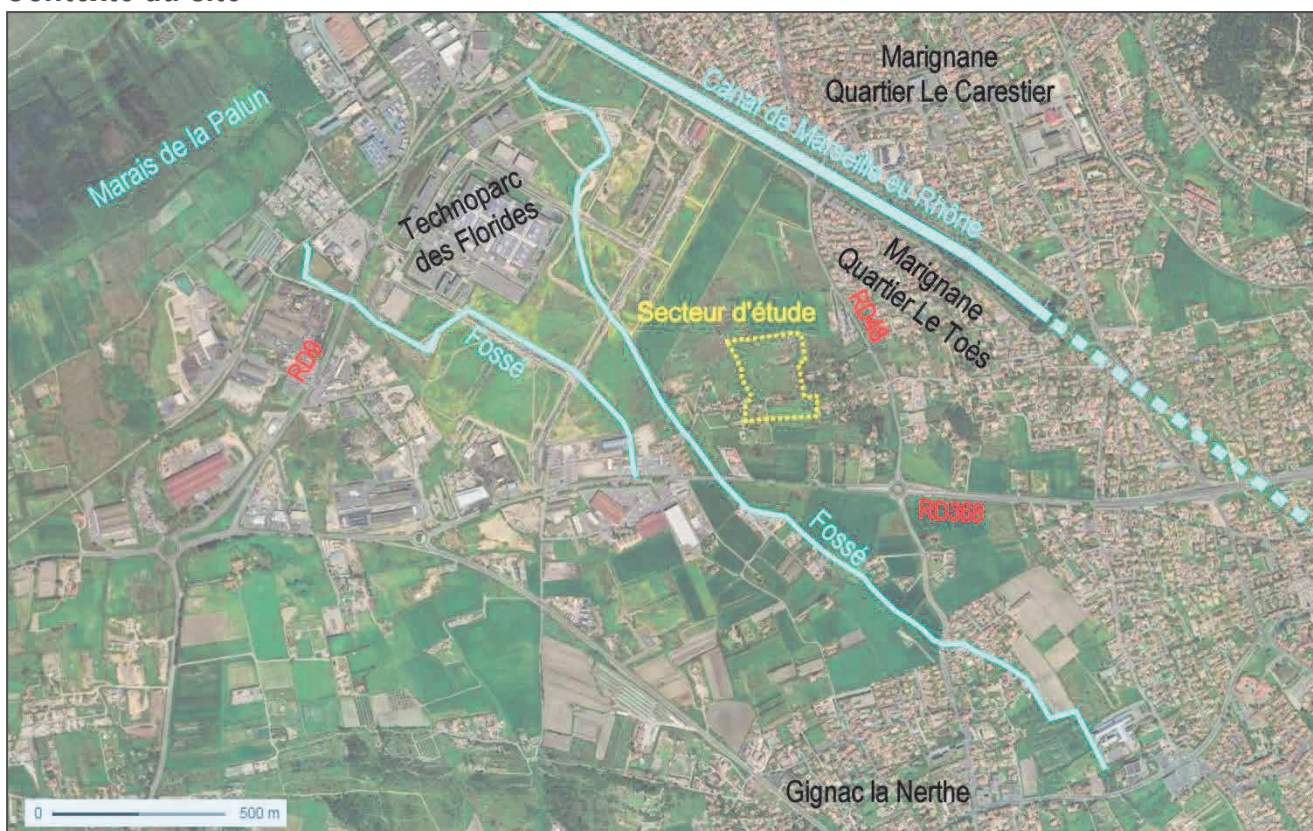 Contexte du site
Marignane
Quartier Le Carestier
Canal de Marseille au Rhône
Marais de la Palun
Technoparc
des Florides
Marignane
Quartier Le Toès
Secteur d'étude
RD48
RD9
Fossé
RD368
Fossé
Gignac la Nerthe
0 500 m